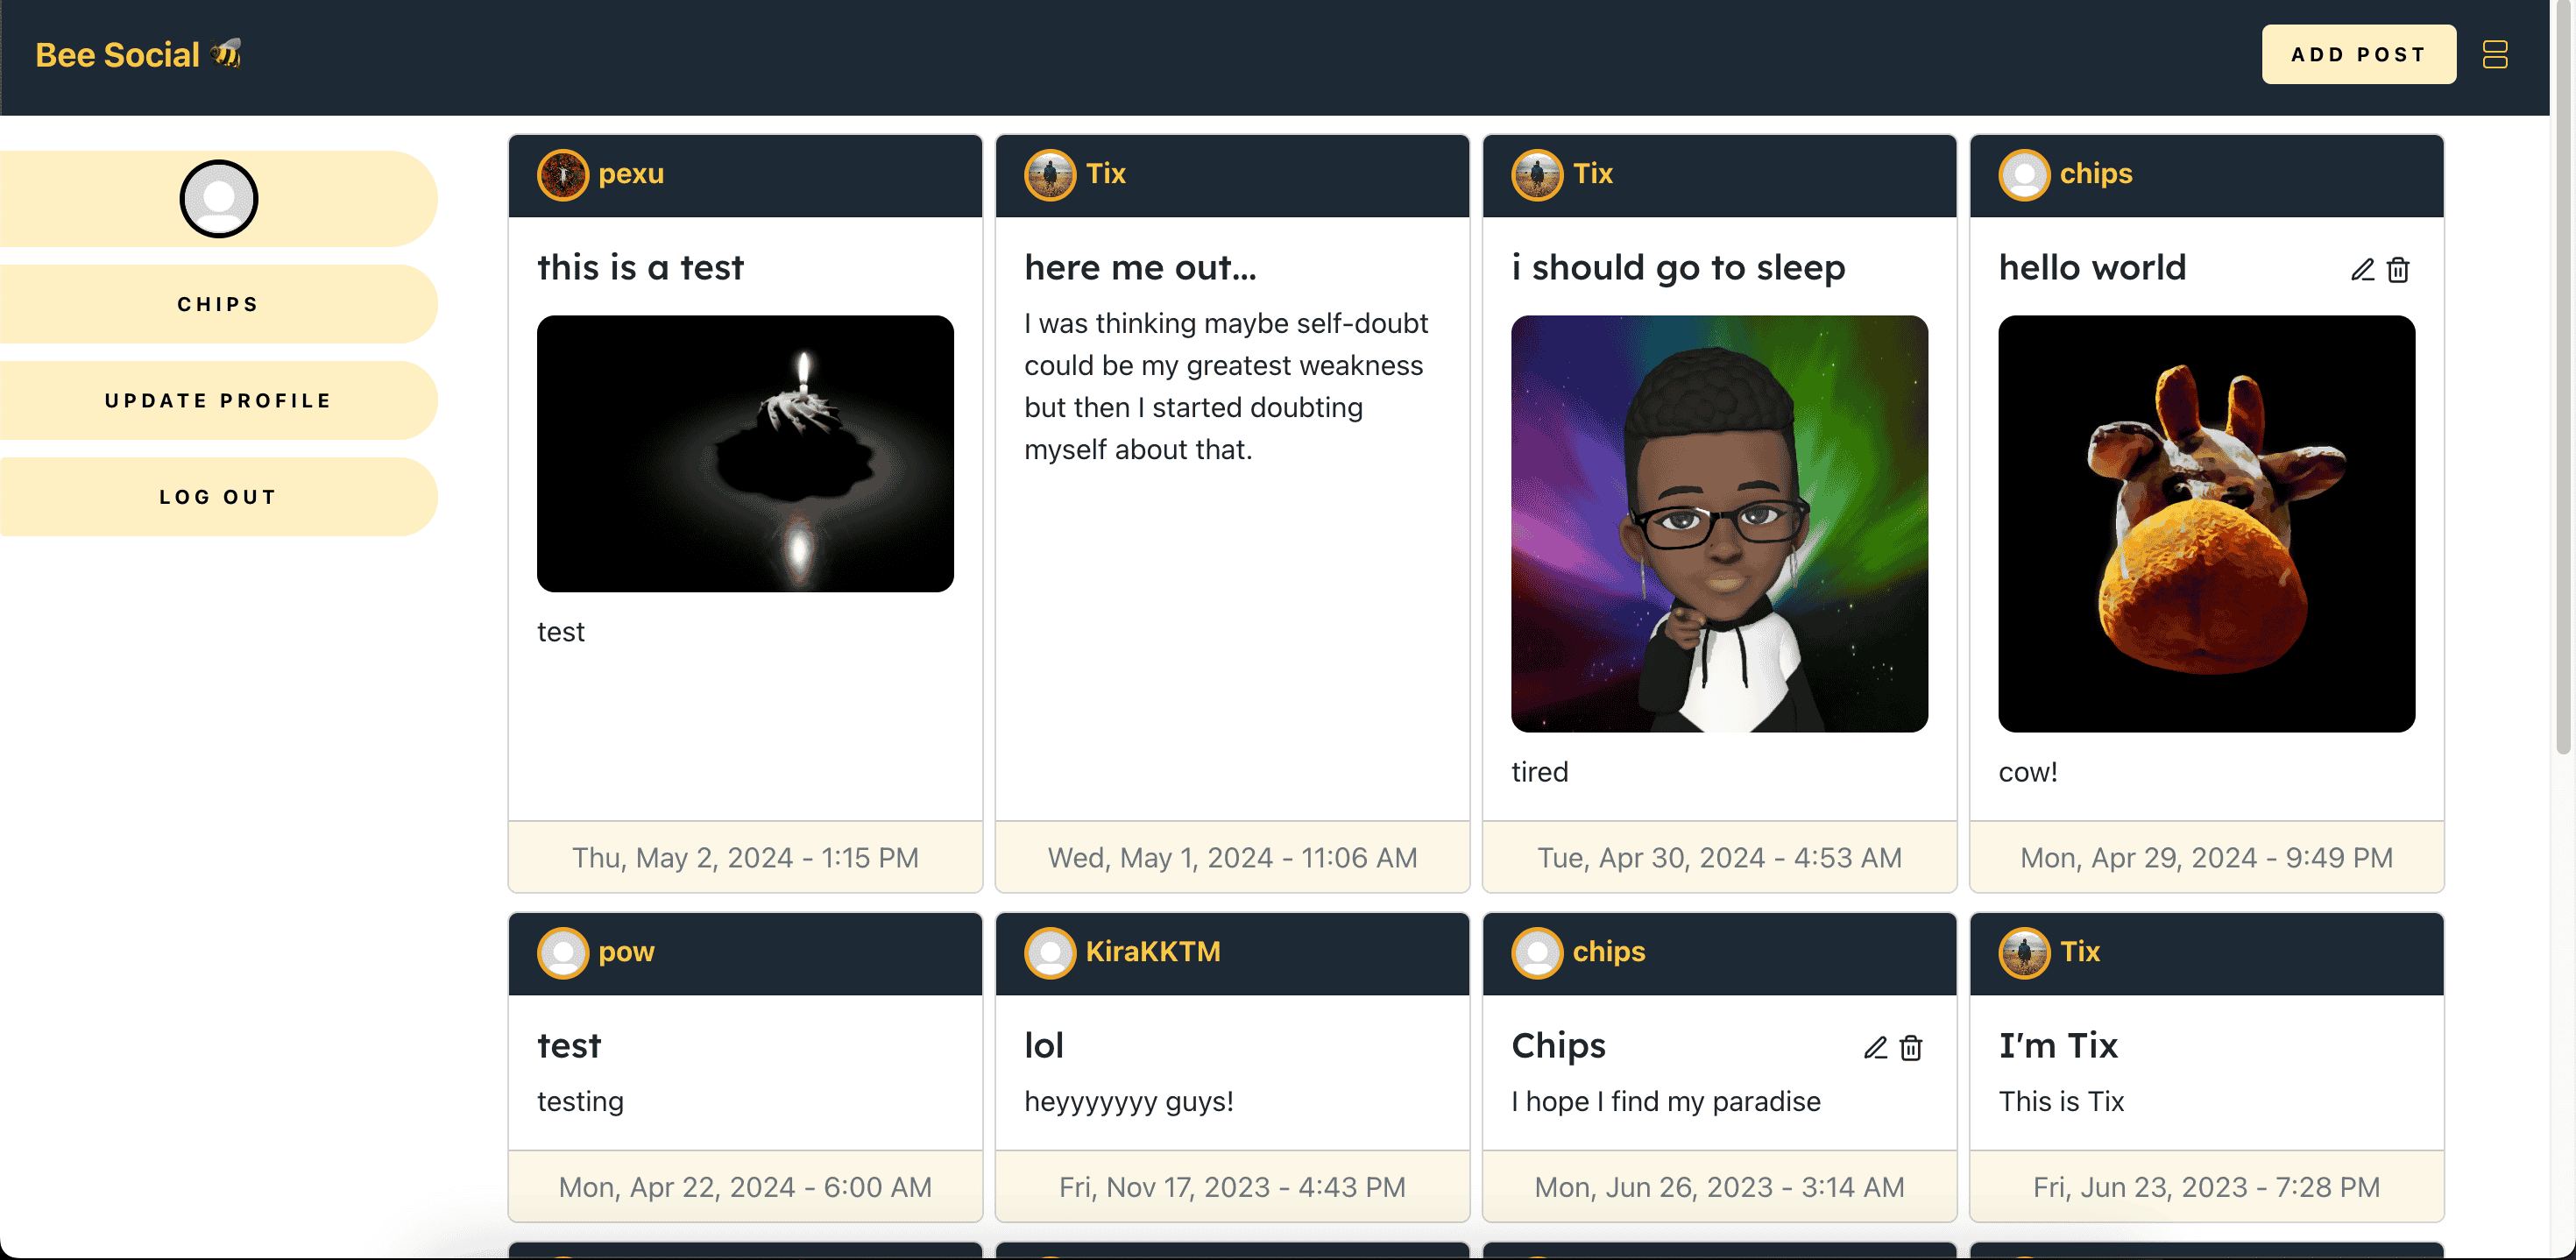 Bee Social
ADD POST
CHIPS
UPDATE PROFILE
LOG OUT
pexu
this is a test
test
Thu, May 2, 2024 - 1:15 PM
Tix
here me out...
I was thinking maybe self-doubt
could be my greatest weakness
but then I started doubting
myself about that.
Wed, May 1, 2024 - 11:06 AM
Tix
i should go to sleep
tired
Tue, Apr 30, 2024 - 4:53 AM
chips
hello world
cow!
Mon, Apr 29, 2024 - 9:49 PM
pow
test
testing
Mon, Apr 22, 2024 - 6:00 AM
KiraKKTM
lol
heyyyyyyy guys!
Fri, Nov 17, 2023 - 4:43 PM
chips
Chips
I hope I find my paradise
Mon, Jun 26, 2023 - 3:14 AM
Tix
I'm Tix
This is Tix
Fri, Jun 23, 2023 - 7:28 PM